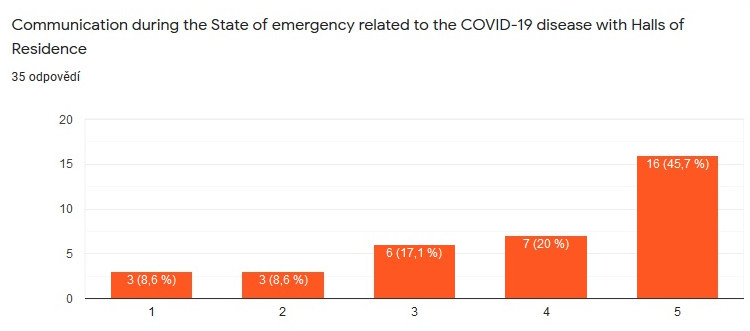 Communication during the State of emergency related to the COVID-19 disease with Halls of
Residence
35 odpovědí
20
15
10
5
0
3 (8,6 %)
3 (8,6 %)
6 (17,1 %)
7 (20 %)
16 (45,7 %)
1
2
3
4
5